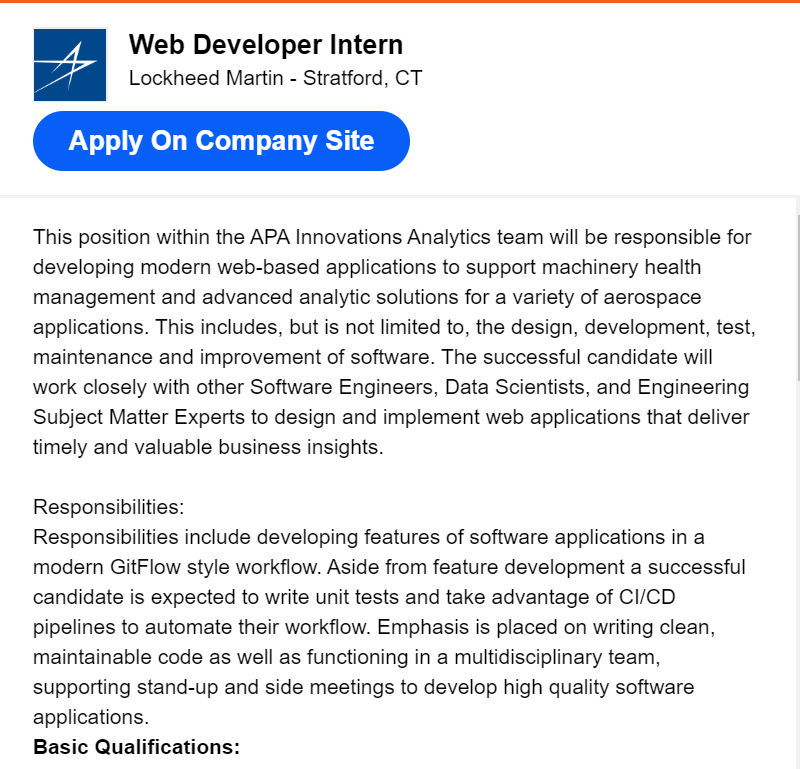 Web Developer Intern
Lockheed Martin - Stratford, CT
Apply On Company Site
This position within the APA Innovations Analytics team will be responsible for
developing modern web-based applications to support machinery health
management and advanced analytic solutions for a variety of aerospace
applications. This includes, but is not limited to, the design, development, test,
maintenance and improvement of software. The successful candidate will
work closely with other Software Engineers, Data Scientists, and Engineering
Subject Matter Experts to design and implement web applications that deliver
timely and valuable business insights.
Responsibilities:
Responsibilities include developing features of software applications in a
modern GitFlow style workflow. Aside from feature development a successful
candidate is expected to write unit tests and take advantage of CI/CD
pipelines to automate their workflow. Emphasis is placed on writing clean,
maintainable code as well as functioning in a multidisciplinary team,
supporting stand-up and side meetings to develop high quality software
applications.
Basic Qualifications: